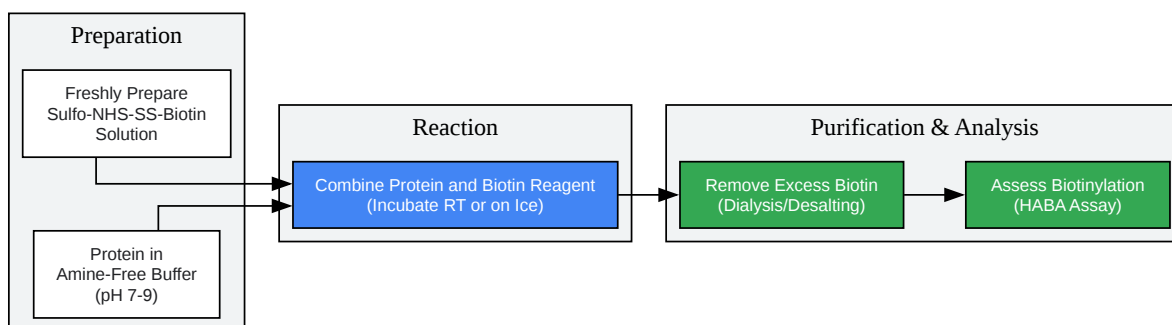 Preparation
Freshly Prepare
Sulfo-NHS-SS-Biotin
Solution
Protein in
Amine-Free Buffer
(pH 7-9)
Reaction
Combine Protein and Biotin Reagent
(Incubate RT or on Ice)
Purification & Analysis
Remove Excess Biotin
(Dialysis/Desalting)
Assess Biotinylation
(HABA Assay)